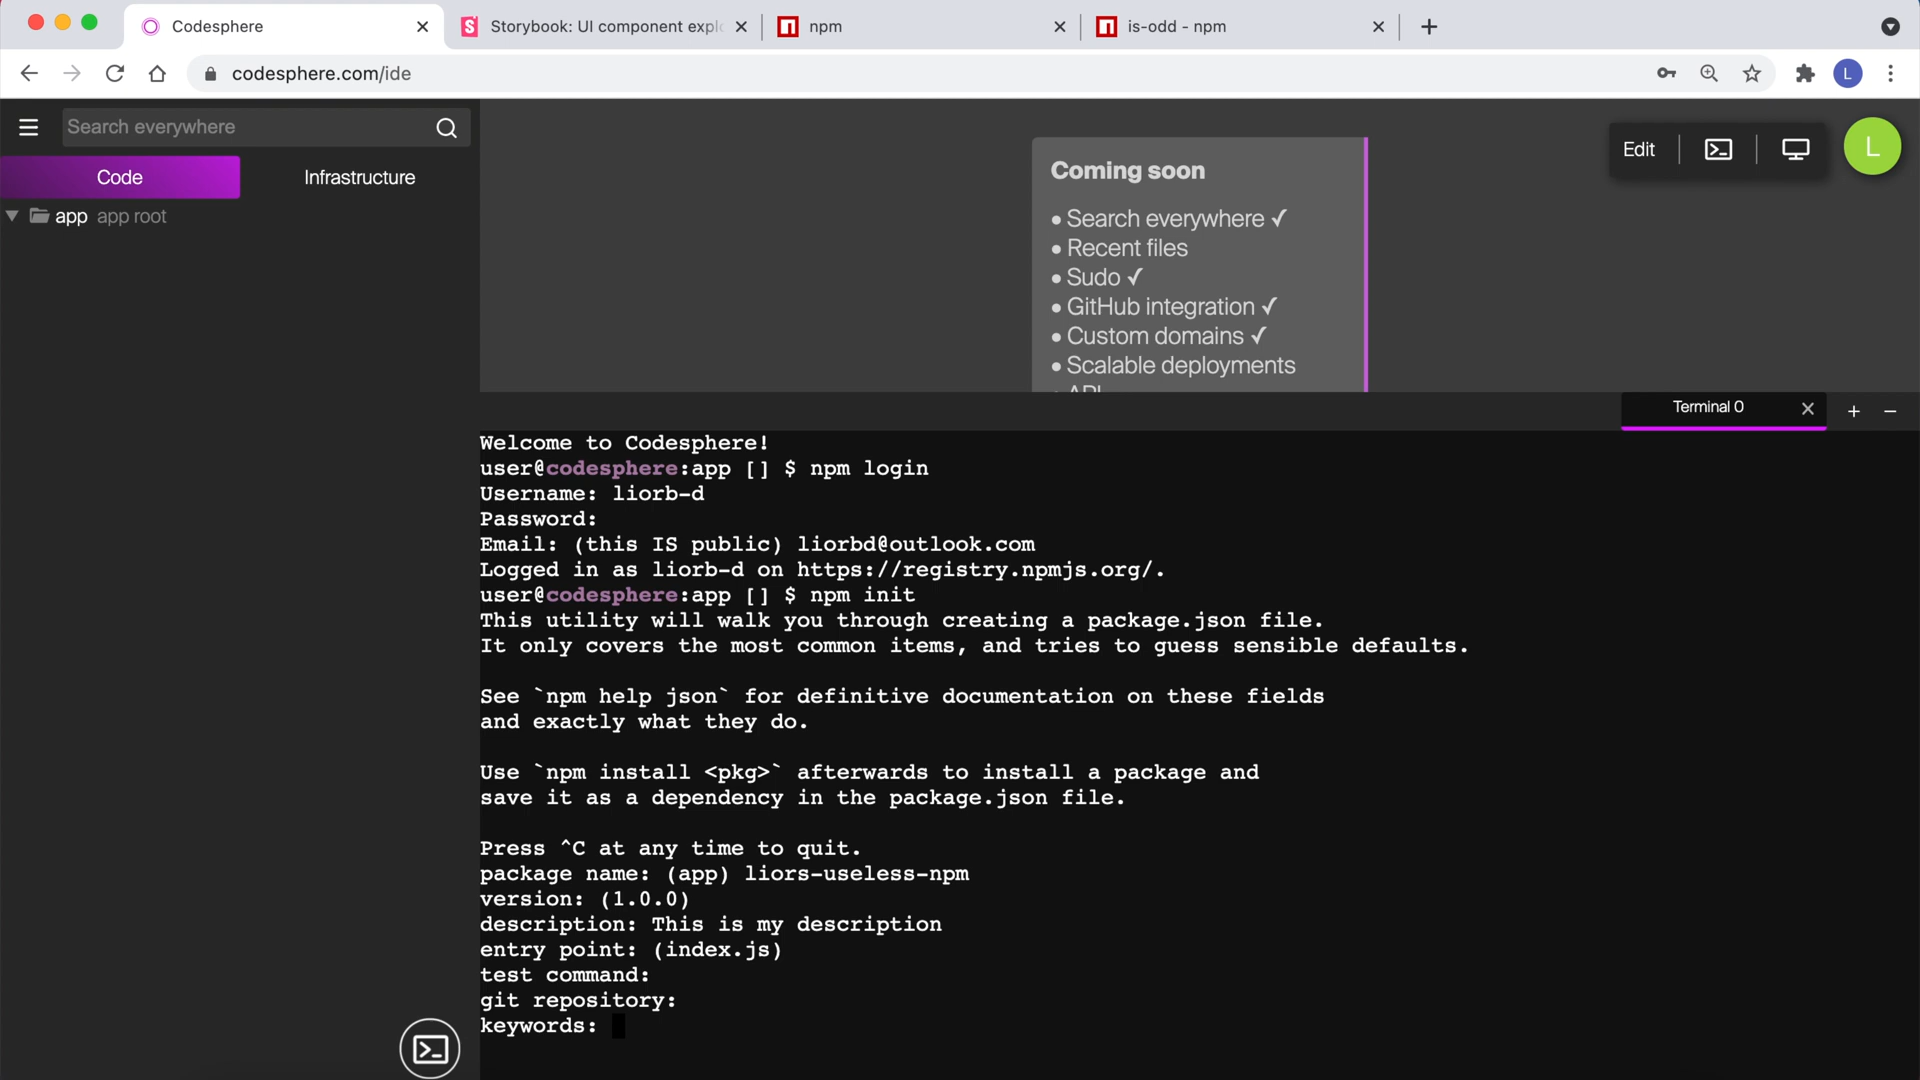 Codesphere
Storybook: UI component explo
npm
is-odd - npm
codesphere.com/ide
L
Search everywhere
Code
Infrastructure
app app root
Coming soon
• Search everywhere ✓
• Recent files
• Sudo ✓
• GitHub integration ✓
• Custom domains ✓
• Scalable deployments
• API
Edit
L
Terminal 0
Welcome to Codesphere!
user@codesphere:app [] $ npm login
Username: liorb-d
Password:
Email: (this IS public) liorbd@outlook.com
Logged in as liorb-d on https://registry.npmjs.org/.
user@codesphere:app [] $ npm init
This utility will walk you through creating a package.json file.
It only covers the most common items, and tries to guess sensible defaults.
See `npm help json` for definitive documentation on these fields
and exactly what they do.
Use `npm install <pkg>` afterwards to install a package and
save it as a dependency in the package.json file.
Press ^C at any time to quit.
package name: (app) liors-useless-npm
version: (1.0.0)
description: This is my description
entry point: (index.js)
test command:
git repository:
keywords: